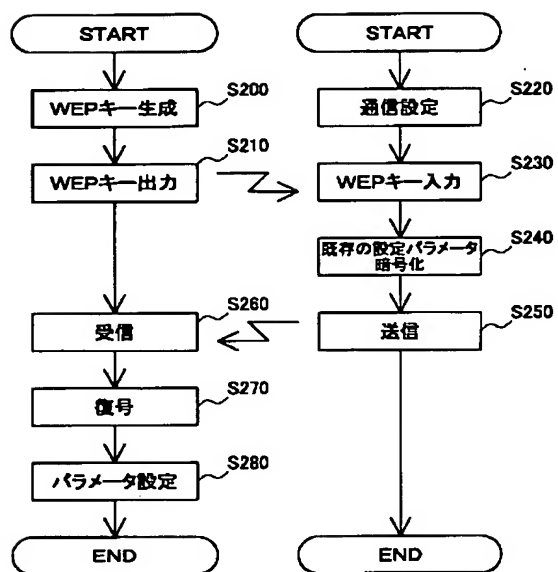 START
START
S200
WEPキー生成
S220
通信設定
S210
WEPキー出力
S230
WEPキー入力
S240
既存の設定パラメータ
暗号化
S260
受信
S250
送信
S270
復号
S280
パラメータ設定
END
END